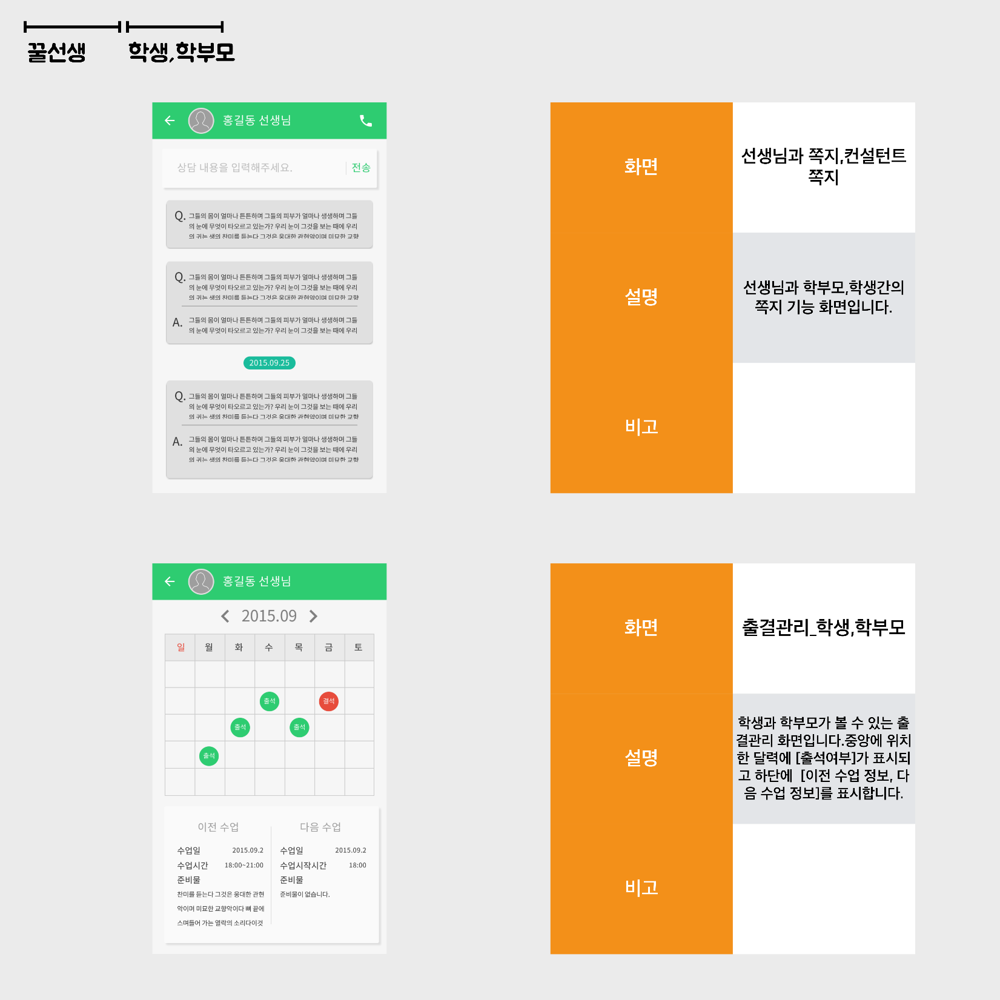 꿀선생
학생,학부모
홍길동 선생님
상담 내용을 입력해주세요.
전송
Q. 그들의 몸이 얼마나 튼튼하며 그들의 피부가 얼마나 생생하며 그들
의 눈에 무엇이 타오르고 있는가? 우리 눈이 그것을 보는 때에 우리
의 귀는 생의 찬미를 듣는다 그것은 웅대한 관현악이며 미묘한 교향
Q. 그들의 몸이 얼마나 튼튼하며 그들의 피부가 얼마나 생생하며 그들
의 눈에 무엇이 타오르고 있는가? 우리 눈이 그것을 보는 때에 우리
의 귀는 생의 찬미를 듣는다 그것은 웅대한 관현악이며 미묘한 교향
A. 그들의 몸이 얼마나 튼튼하며 그들의 피부가 얼마나 생생하며 그들
의 눈에 무엇이 타오르고 있는가? 우리 눈이 그것을 보는 때에 우리
2015.09.25
Q. 그들의 몸이 얼마나 튼튼하며 그들의 피부가 얼마나 생생하며 그들
의 눈에 무엇이 타오르고 있는가? 우리 눈이 그것을 보는 때에 우리
의 귀는 생의 찬미를 듣는다 그것은 웅대한 관현악이며 미묘한 교향
A. 그들의 몸이 얼마나 튼튼하며 그들의 피부가 얼마나 생생하며 그들
의 눈에 무엇이 타오르고 있는가? 우리 눈이 그것을 보는 때에 우리
의 귀는 생의 찬미를 듣는다 그것은 웅대한 관현악이며 미묘한 교향
화면
선생님과 쪽지,컨설턴트
쪽지
설명
선생님과 학부모,학생간의
쪽지 기능 화면입니다.
비고
홍길동 선생님
2015.09
일 월 화 수 목 금 토
출석 결석
출석 출석
출석
이전 수업
수업일 2015.09.2
수업시간 18:00~21:00
준비물
찬미를 듣는다 그것은 웅대한 관현
악이며 미묘한 교향악이다 뼈 끝에
스며들어 가는 열락의 소리다이것
다음 수업
수업일 2015.09.2
수업시작시간 18:00
준비물
준비물이 없습니다.
화면
출결관리_학생,학부모
설명
학생과 학부모가 볼 수 있는 출
결관리 화면입니다.중앙에 위치
한 달력에 [출석여부]가 표시되
고 하단에  [이전 수업 정보, 다
음 수업 정보]를 표시합니다.
비고